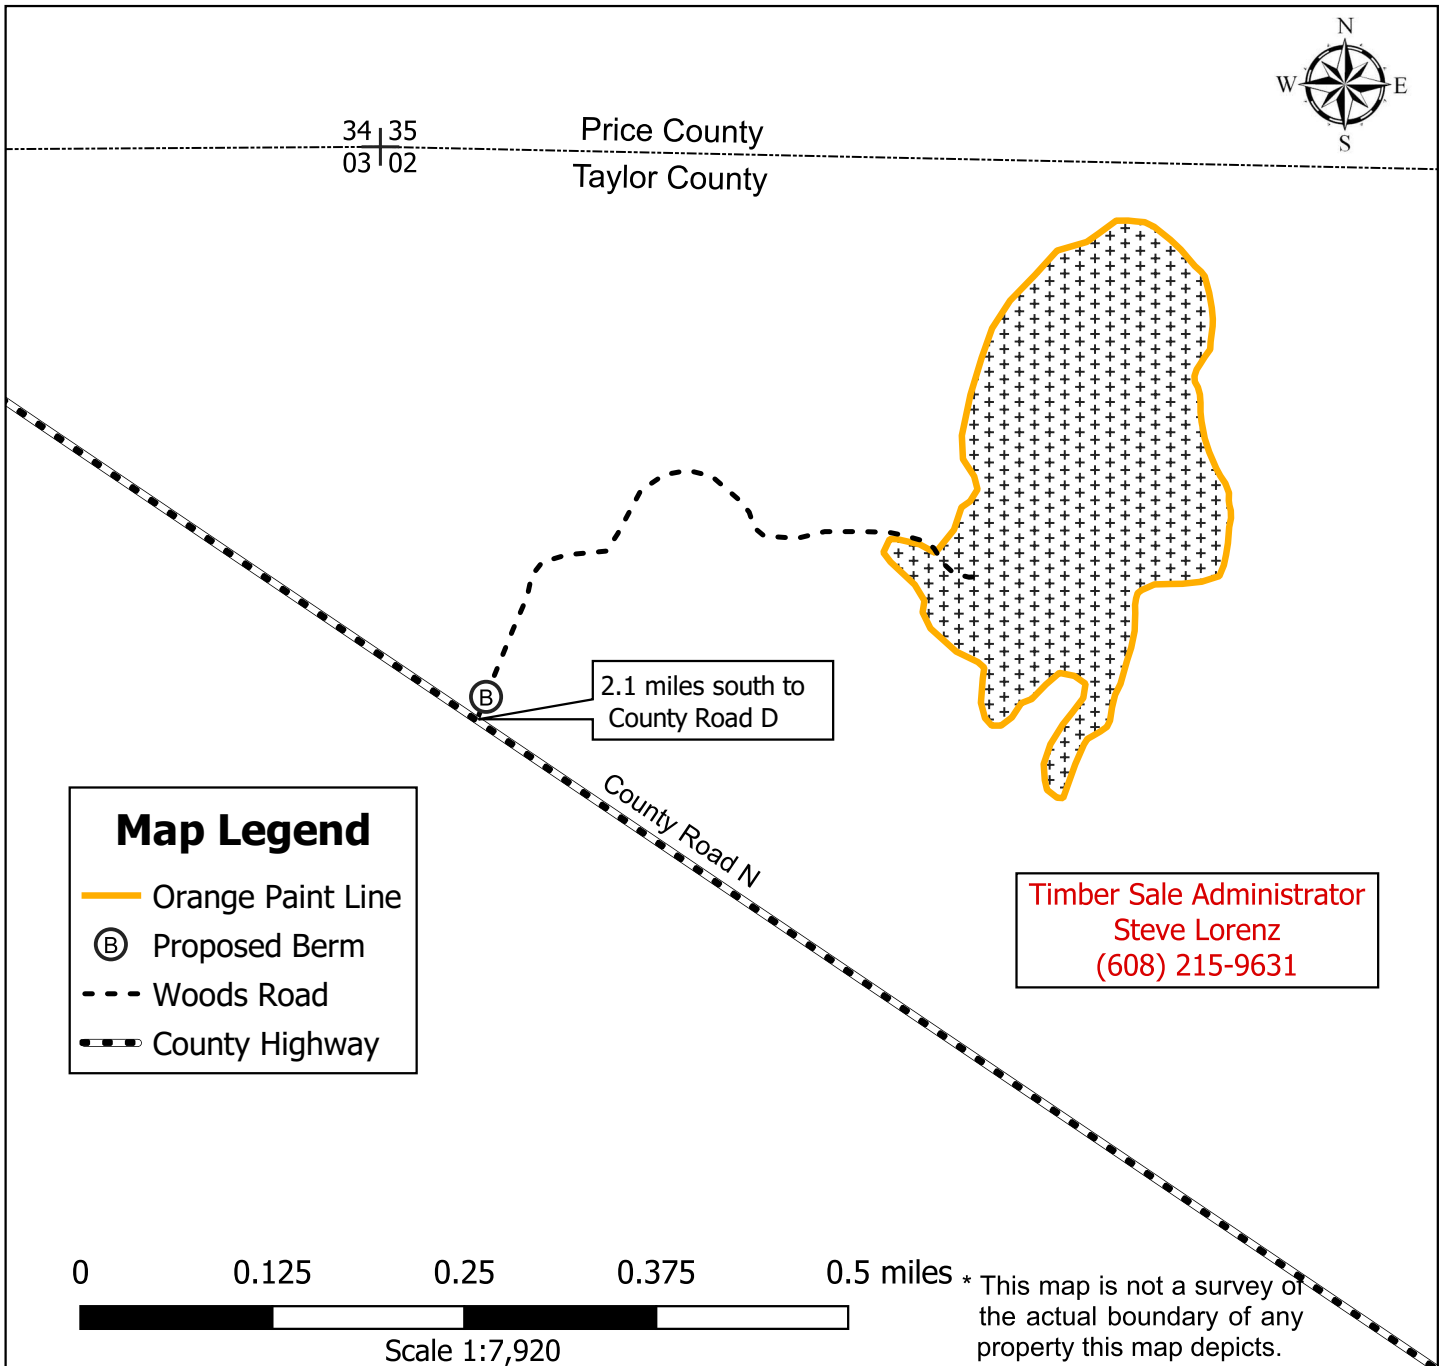 N
W E
S
34 35
03 02
Price County
Taylor County
B
2.1 miles south to
County Road D
County Road N
Map Legend
Orange Paint Line
B Proposed Berm
Woods Road
County Highway
Timber Sale Administrator
Steve Lorenz
(608) 215-9631
0 0.125 0.25 0.375 0.5 miles
Scale 1:7,920
* This map is not a survey of
the actual boundary of any
property this map depicts.